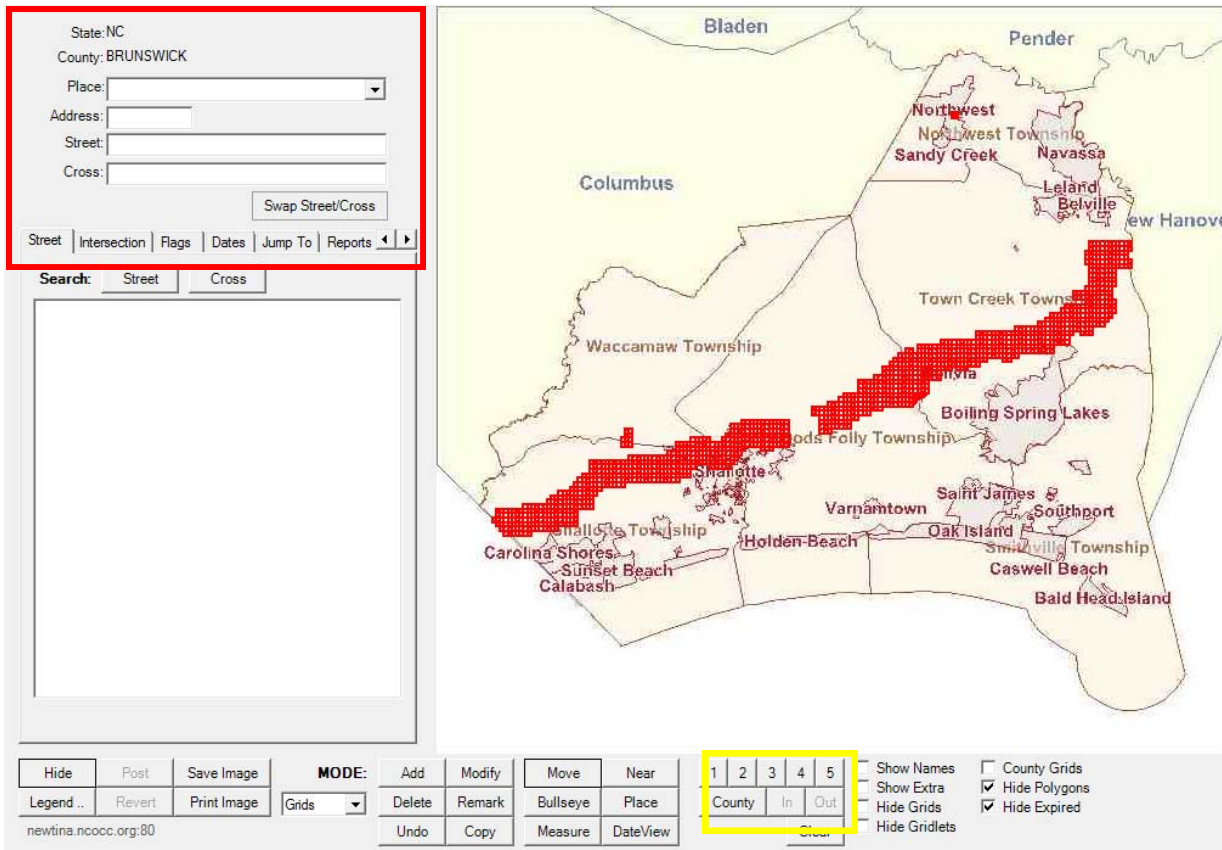 State: NC
County: BRUNSWICK
Place:
Address:
Street:
Cross:
Swap Street/Cross
Street Intersection Flags Dates Jump To Reports
Search: Street Cross
Bladen
Pender
Northwest
Northwest Township
Sandy Creek
Navassa
Columbus
Leland
Belville
ew Hanove
Town Creek Towns
Waccamaw Township
Boiling Spring Lakes
ods Folly Township
Shallotte
Saint James
Varnamtown
Southport
Oak Island
hallotte Township
Holden Beach
Smithville Township
Carolina Shores
Sunset Beach
Caswell Beach
Calabash
Bald Head Island
Hide Post Save Image MODE: Add Modify Move Near 1 2 3 4 5 Show Names County Grids
Show Extra Hide Polygons
Legend .. Revert Print Image Grids Delete Remark Bullseye Place County In Out Hide Grids Hide Expired
newtina.ncocc.org:80 Undo Copy Measure DateView Clear Hide Gridlets